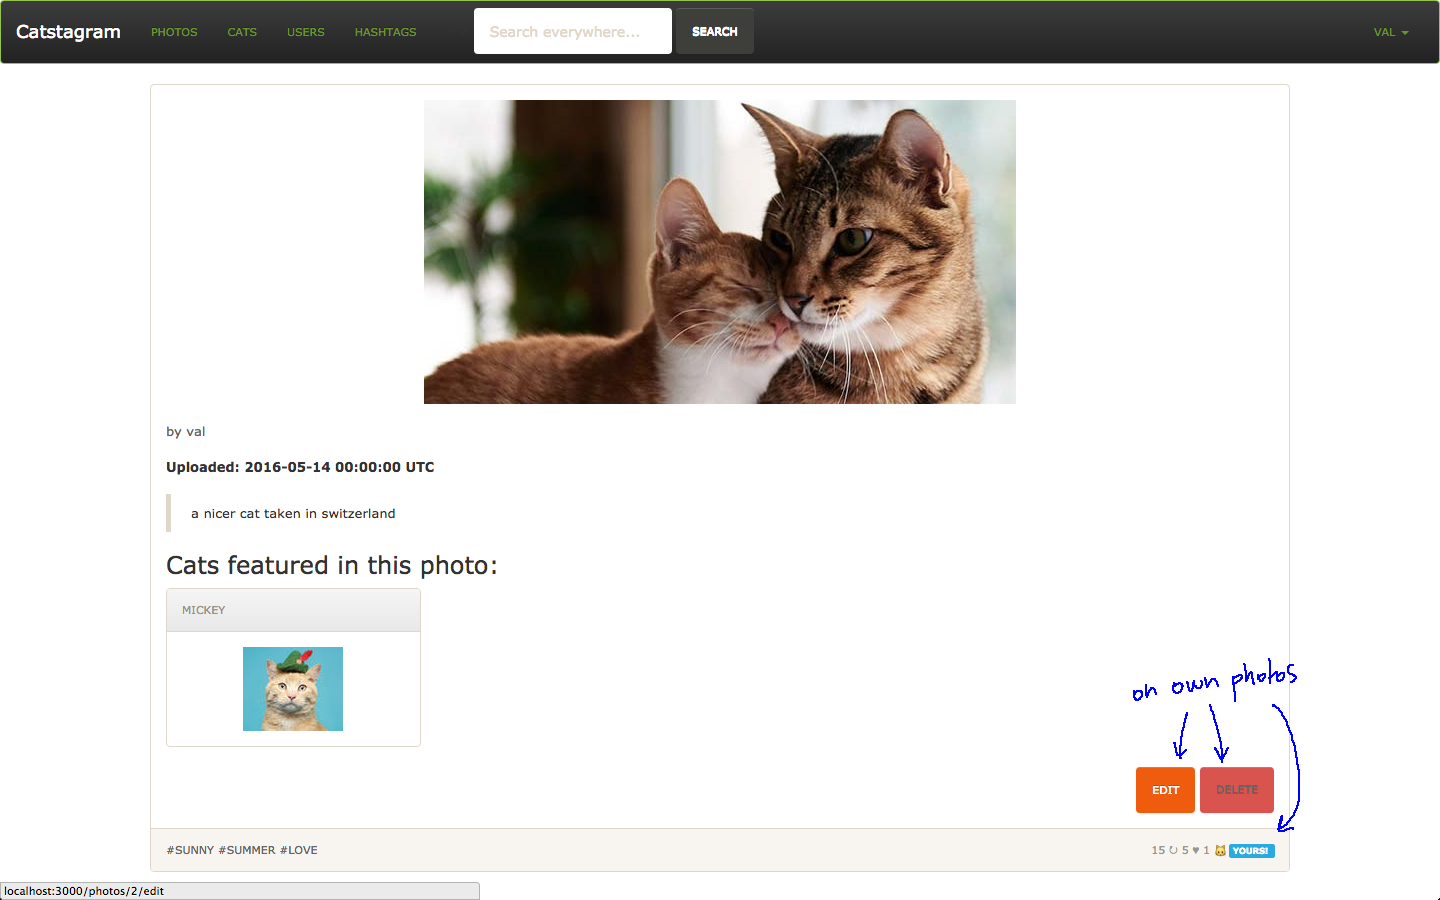 Catstagram PHOTOS CATS USERS HASHTAGS Search everywhere... SEARCH VAL
by val
Uploaded: 2016-05-14 00:00:00 UTC
a nicer cat taken in switzerland
Cats featured in this photo:
MICKEY
on own photos
EDIT DELETE
#SUNNY #SUMMER #LOVE 15 ↻ 5 ♥ 1 🐱 YOURS!
localhost:3000/photos/2/edit